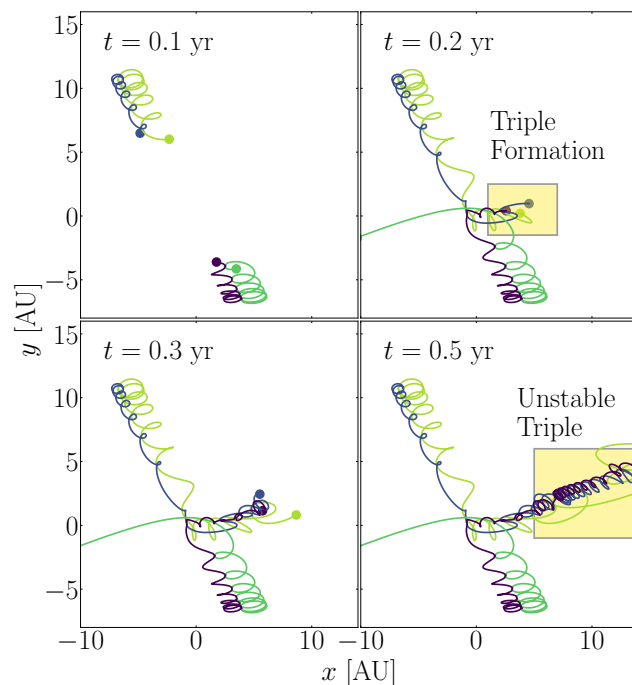 t = 0.1 yr
t = 0.2 yr
15
10
5
0
−5
Triple
Formation
y [AU]
t = 0.3 yr
t = 0.5 yr
15
10
5
0
−5
Unstable
Triple
−10
0
10
−10
0
10
x [AU]